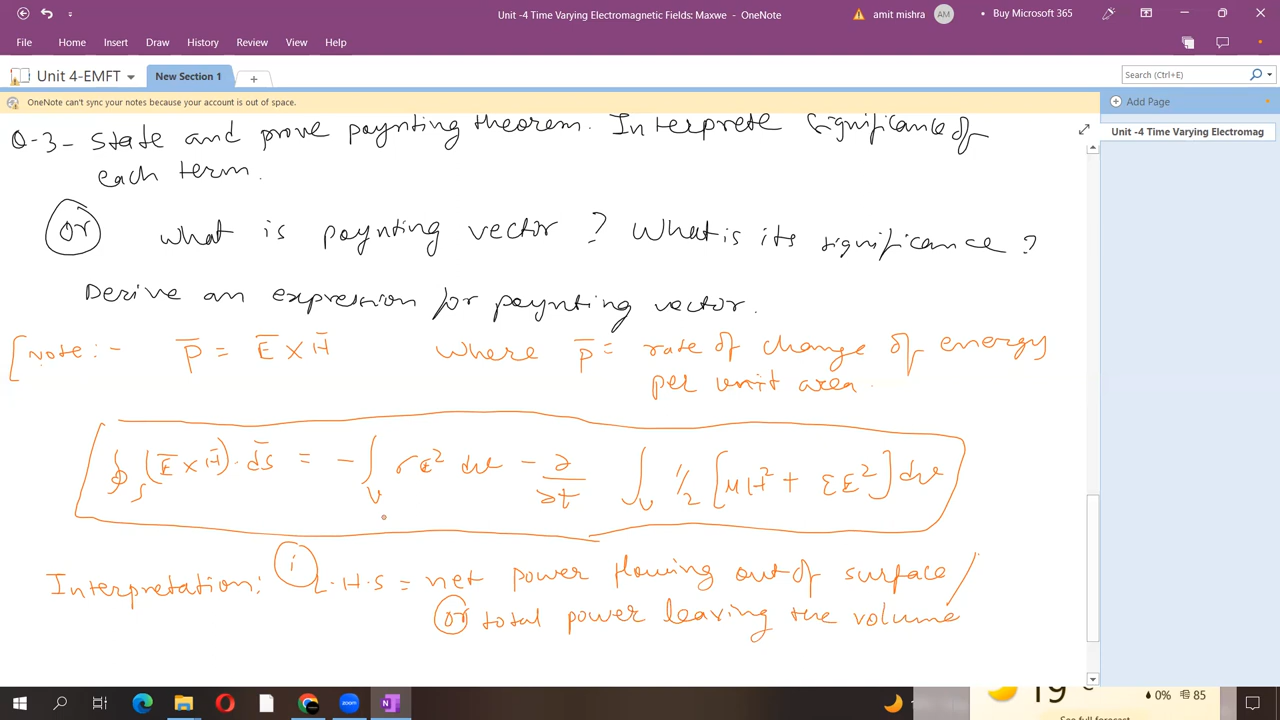 Unit -4 Time Varying Electromagnetic Fields: Maxwe - OneNote
amit mishra
AM
Buy Microsoft 365
File Home Insert Draw History Review View Help
Unit 4-EMFT
New Section 1
Search (Ctrl+E)
OneNote can't sync your notes because your account is out of space.
Add Page
Unit -4 Time Varying Electromag
Q-3- State and prove poynting theorem. Interprete significance of
each term.
or what is poynting vector ? What is its significance ?
Derive an expression for poynting vector.
[Note:- P̅ = E̅ × H̅ where P̅ = rate of change of energy
per unit area.
∮s (E̅ × H̅) · d̅s = - ∫v σE² dv - ∂/∂t ∫v 1/2 [μH² + εE²] dv
Interpretation: i L.H.S = net power flowing out of surface /
or total power leaving the volume
19°
0% 85
See full forecast
zoom